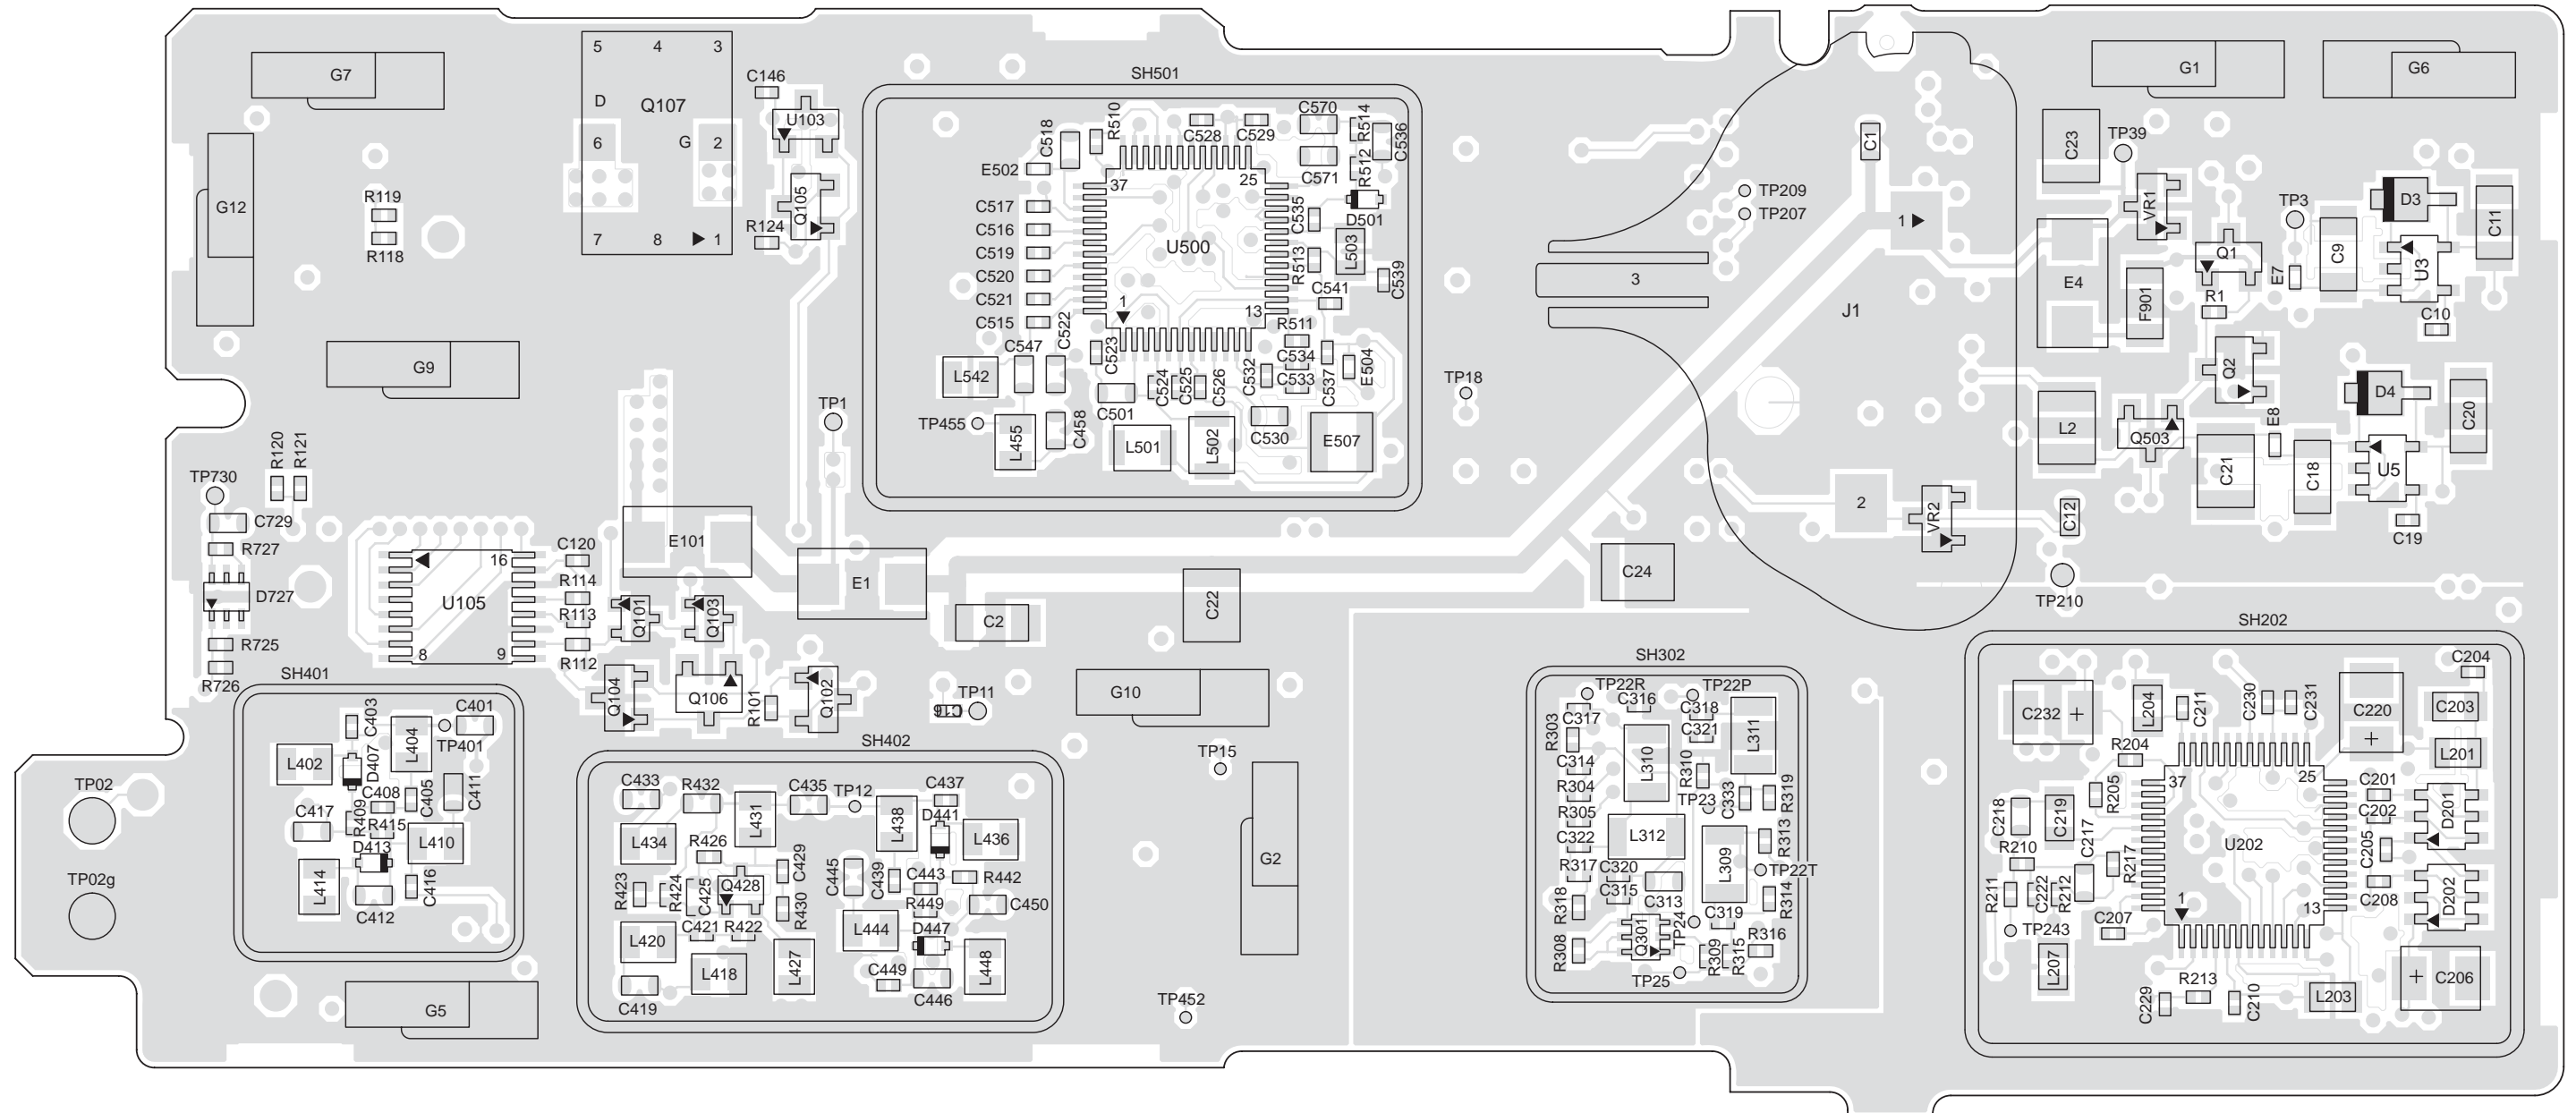 G7
G12
R119
R118
G9
5 4 3
D Q107
6 G 2
7 8 1
C146
U103
Q105
R124
TP1
SH501
C518
R510
C528
C529
C570
R514
C536
C571
R512
E502
37
25
D501
C517
C516
C519
C520
C521
C515
C535
L503
U500
R513
C539
C541
1
13
C522
C523
R511
C534
C533
C547
L542
C524
C525
C526
C532
C537
E504
TP455
L455
C458
C501
L501
L502
C530
E507
TP18
TP209
TP207
C1
1
3
J1
2
VR2
C12
TP210
C24
G1
G6
C23
TP39
VR1
TP3
D3
C11
E4
F901
Q1
E7
C9
U3
R1
C10
Q2
L2
Q503
E8
D4
C20
C21
C18
U5
C19
R120
R121
TP730
C729
R727
D727
R725
R726
16
U105
8
9
C120
R114
R113
R112
E101
E1
Q101
Q103
Q104
Q106
R101
Q102
C2
C22
TP11
C116
G10
TP15
G2
TP452
SH401
C403
L404
C401
TP401
L402
D407
C408
C405
C411
C417
R409
R415
L410
D413
L414
C412
C416
TP02
TP02g
G5
SH402
C433
R432
L431
C435
TP12
L438
C437
D441
L436
L434
R426
R423
R424
C425
Q428
C429
R430
C445
C439
C443
R442
R449
C450
L420
C421
R422
L444
D447
L418
L427
C449
C446
L448
C419
SH302
TP22R
TP22P
C316
C317
C318
C321
R303
L310
L311
C314
R304
R310
R305
TP23
C333
R319
C322
L312
L309
R313
R317
C320
TP22T
C315
C313
R318
R314
TP24
C319
Q301
R308
R309
R315
R316
TP25
SH202
C204
C232
L204
C211
C230
C231
C220
C203
L201
R204
37
25
C201
C202
D201
R205
C218
C219
C217
R217
U202
C205
R210
R211
C222
R212
C208
D202
1
13
TP243
C207
L207
R213
C229
C210
L203
C206